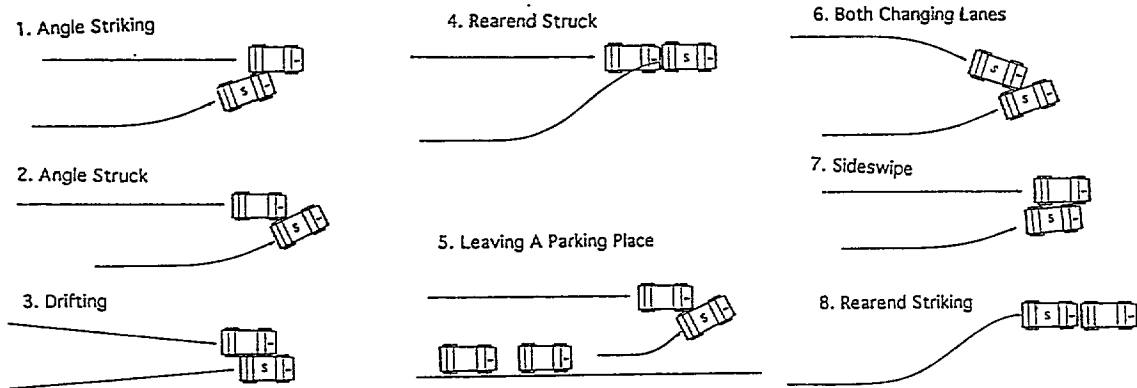 1. Angle Striking
S
2. Angle Struck
S
3. Drifting
S
4. Rearend Struck
S
5. Leaving A Parking Place
S
6. Both Changing Lanes
S
S
7. Sideswipe
S
8. Rearend Striking
S